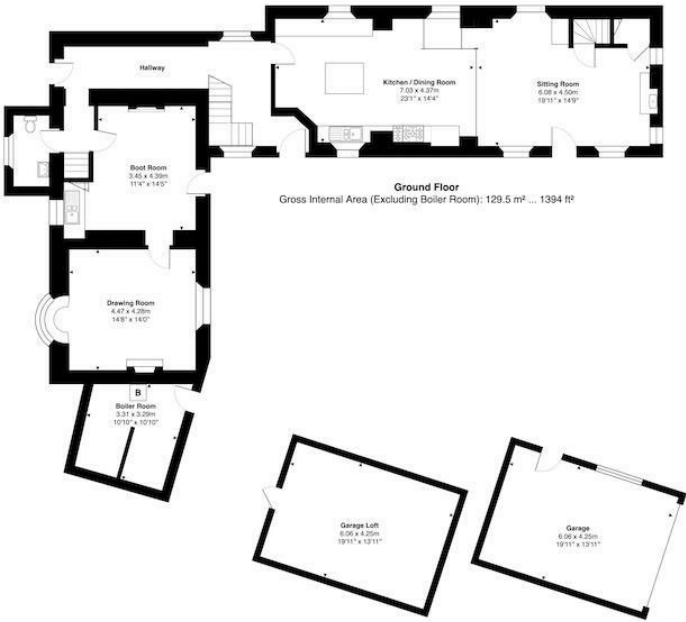 Hallway
Kitchen / Dining Room
7.03 x 4.37m
23'1" x 14'4"
Sitting Room
6.08 x 4.50m
19'11" x 14'9"
Boot Room
3.45 x 4.39m
11'4" x 14'5"
Ground Floor
Gross Internal Area (Excluding Boiler Room): 129.5 m² ... 1394 ft²
Drawing Room
4.47 x 4.28m
14'8" x 14'0"
B
Boiler Room
3.31 x 3.29m
10'10" x 10'10"
Garage Loft
6.06 x 4.25m
19'11" x 13'11"
Garage
6.06 x 4.25m
19'11" x 13'11"